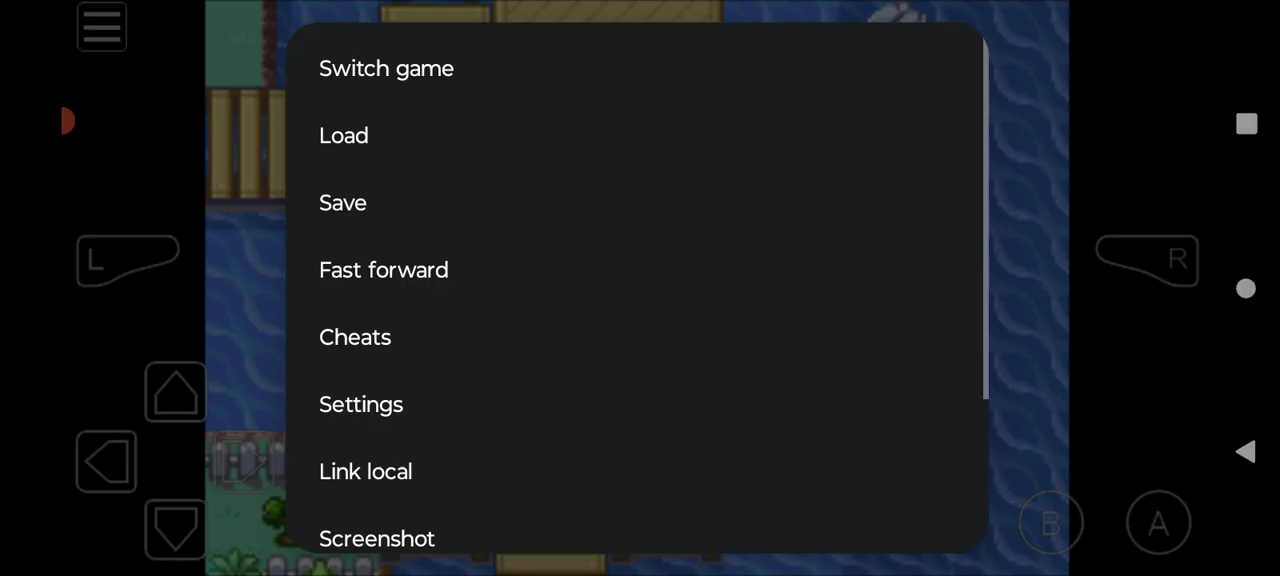 Switch game
Load
Save
Fast forward
Cheats
Settings
Link local
Screenshot
L
R
B
A